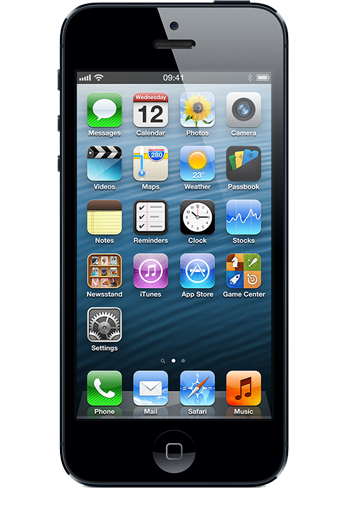 09:41
Wednesday
12
280
23°
Messages Calendar Photos Camera
Videos Maps Weather Passbook
Notes Reminders Clock Stocks
Newsstand iTunes App Store Game Center
Settings
Phone Mail Safari Music